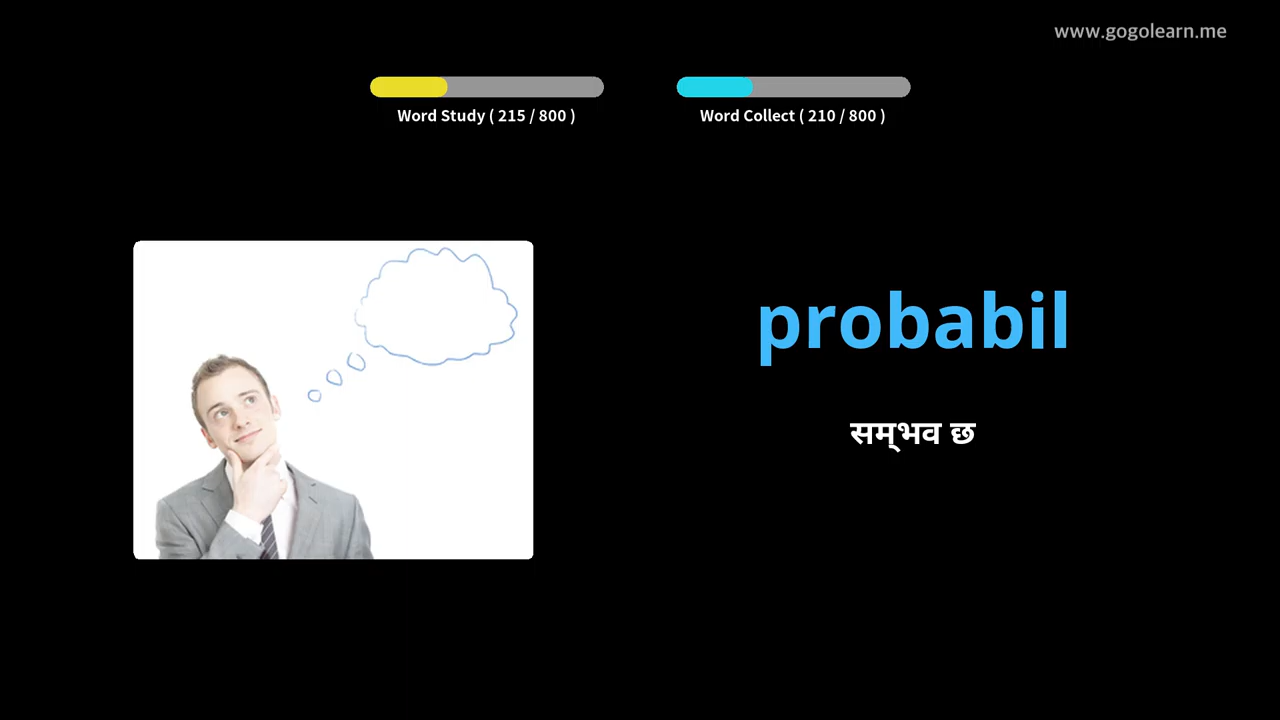 www.gogolearn.me
Word Study ( 215 / 800 )
Word Collect ( 210 / 800 )
probabil
सम्‌भव छ